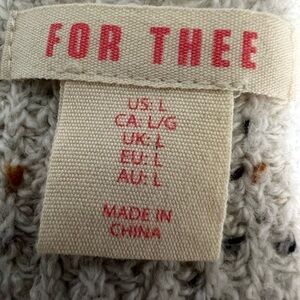 FOR THEE
US: L
CA: L/G
UK: L
EU: L
AU: L
MADE IN
CHINA